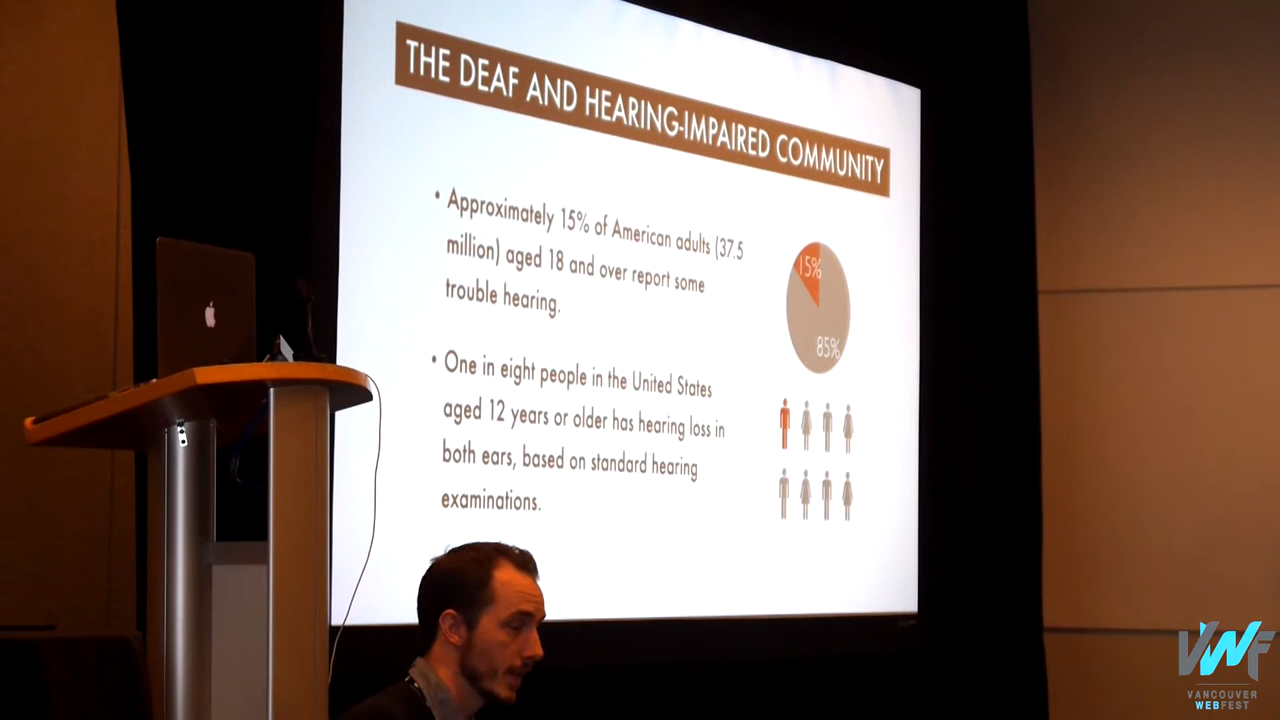 THE DEAF AND HEARING-IMPAIRED COMMUNITY
• Approximately 15% of American adults (37.5
million) aged 18 and over report some
trouble hearing.
15%
85%
• One in eight people in the United States
aged 12 years or older has hearing loss in
both ears, based on standard hearing
examinations.
VWF
VANCOUVER
WEBFEST